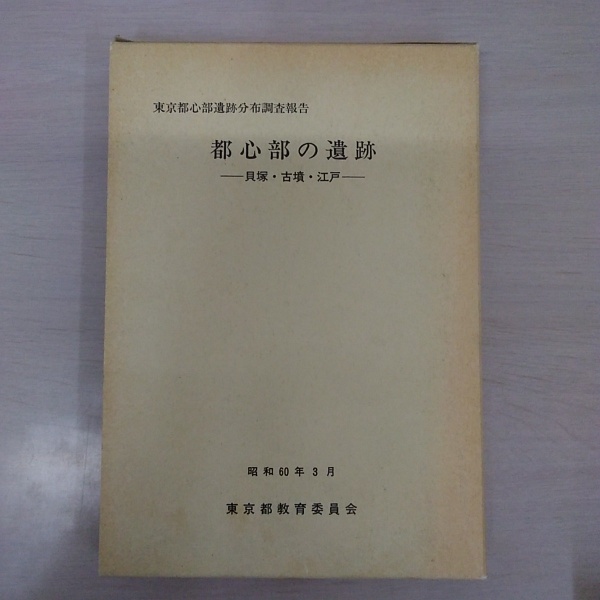 東京都心部遺跡分布調査報告
都心部の遺跡
──貝塚・古墳・江戸──
昭和60年3月
東京都教育委員会